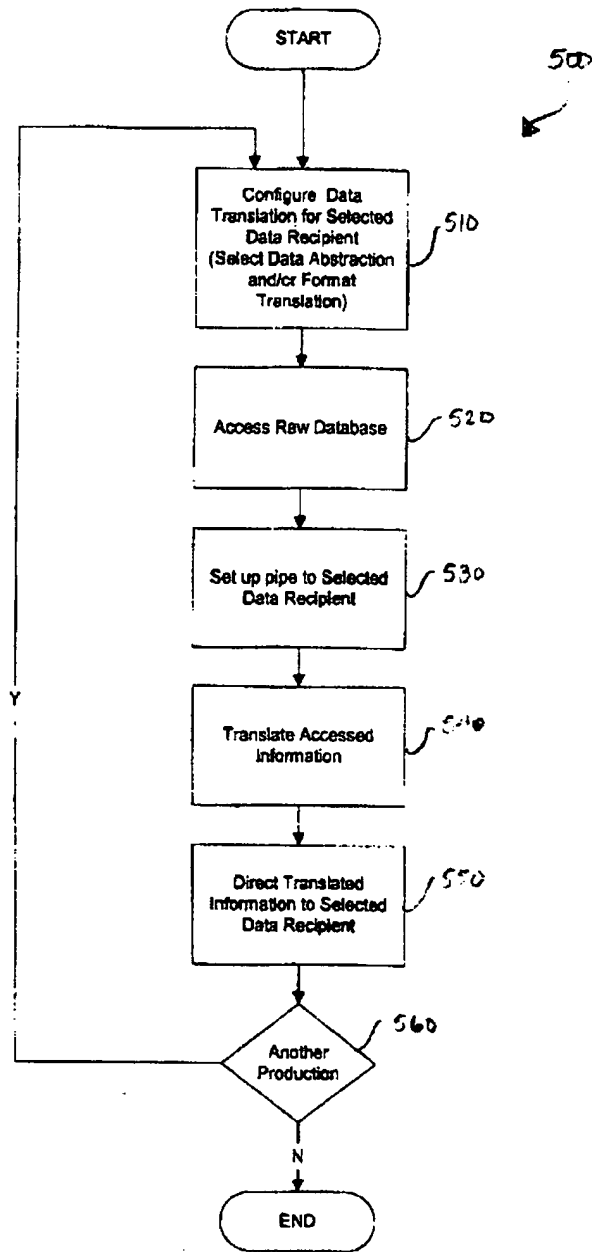 START
500
Configure Data
Translation for Selected
Data Recipient
(Select Data Abstraction
and/or Format
Translation)
510
Access Raw Database
520
Set up pipe to Selected
Data Recipient
530
Translate Accessed
Information
540
Direct Translated
Information to Selected
Data Recipient
550
Another
Production
560
Y
N
END